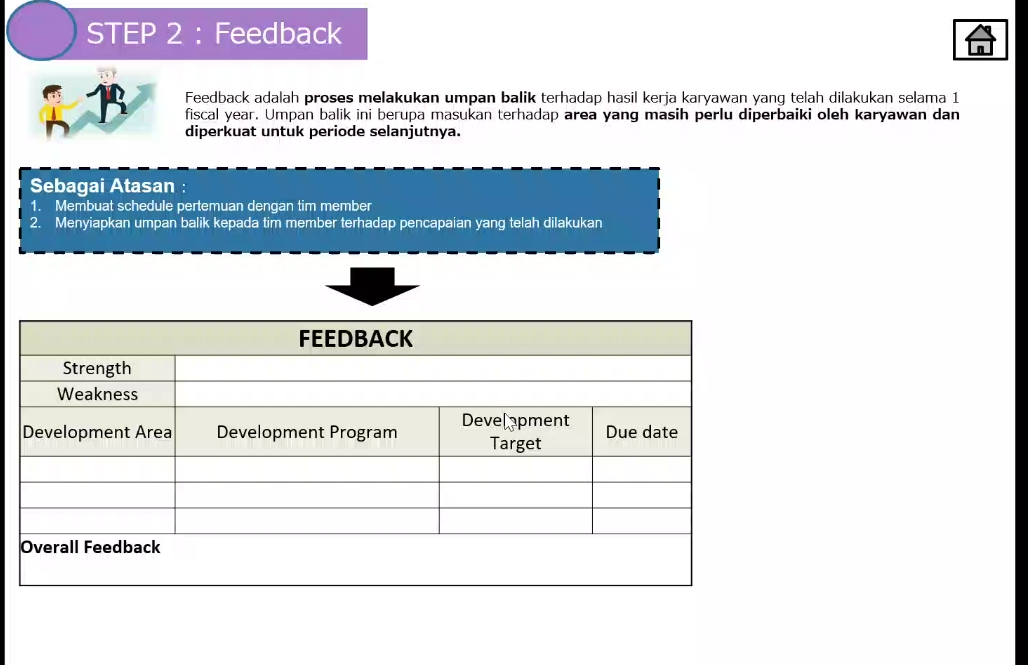 STEP 2 : Feedback
Feedback adalah proses melakukan umpan balik terhadap hasil kerja karyawan yang telah dilakukan selama 1
fiscal year. Umpan balik ini berupa masukan terhadap area yang masih perlu diperbaiki oleh karyawan dan
diperkuat untuk periode selanjutnya.
Sebagai Atasan :
1. Membuat schedule pertemuan dengan tim member
2. Menyiapkan umpan balik kepada tim member terhadap pencapaian yang telah dilakukan
FEEDBACK
Strength
Weakness
Development Area
Development Program
Development
Target
Due date
Overall Feedback